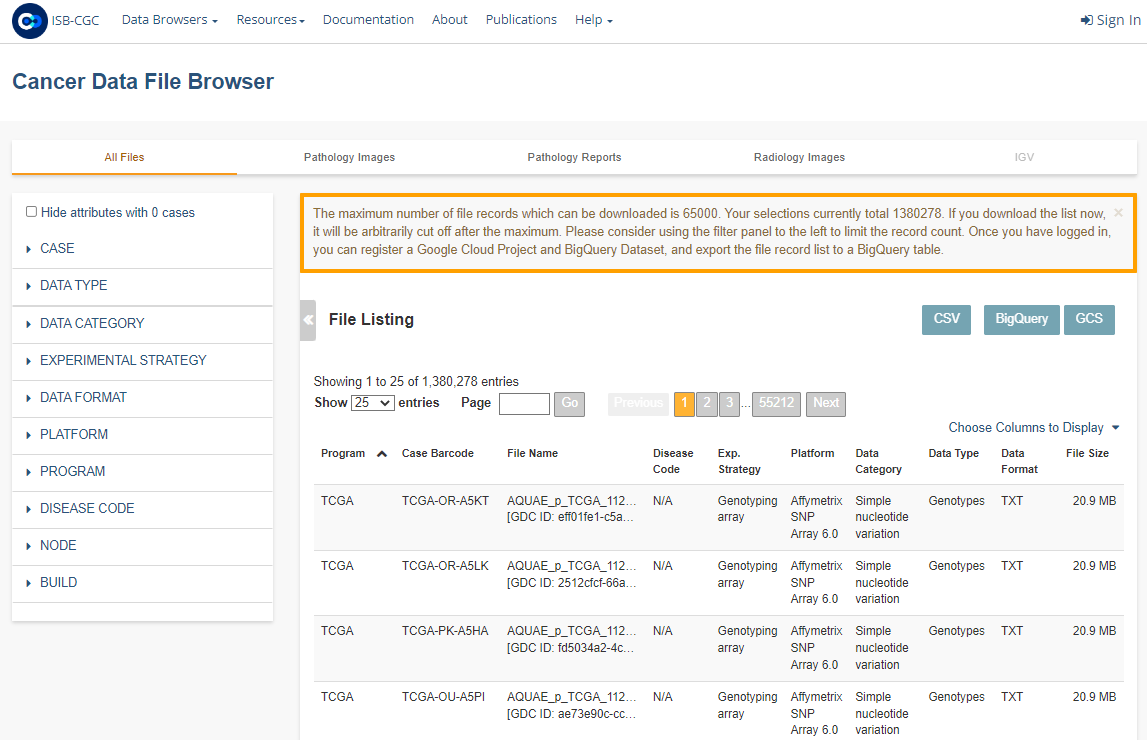 ISB-CGC Data Browsers Resources Documentation About Publications Help Sign In
Cancer Data File Browser
All Files Pathology Images Pathology Reports Radiology Images IGV
Hide attributes with 0 cases
CASE
DATA TYPE
DATA CATEGORY
EXPERIMENTAL STRATEGY
DATA FORMAT
PLATFORM
PROGRAM
DISEASE CODE
NODE
BUILD
The maximum number of file records which can be downloaded is 65000. Your selections currently total 1380278. If you download the list now, ×
it will be arbitrarily cut off after the maximum. Please consider using the filter panel to the left to limit the record count. Once you have logged in,
you can register a Google Cloud Project and BigQuery Dataset, and export the file record list to a BigQuery table.
« File Listing CSV BigQuery GCS
Showing 1 to 25 of 1,380,278 entries
Show 25 entries Page Go Previous 1 2 3 ... 55212 Next
Choose Columns to Display
Program Case Barcode File Name Disease Exp. Platform Data Data Type Data File Size
Code Strategy Category Format
TCGA TCGA-OR-A5KT AQUAE_p_TCGA_112... N/A Genotyping Affymetrix Simple Genotypes TXT 20.9 MB
[GDC ID: eff01fe1-c5a... array SNP nucleotide
Array 6.0 variation
TCGA TCGA-OR-A5LK AQUAE_p_TCGA_112... N/A Genotyping Affymetrix Simple Genotypes TXT 20.9 MB
[GDC ID: 2512cfcf-66a... array SNP nucleotide
Array 6.0 variation
TCGA TCGA-PK-A5HA AQUAE_p_TCGA_112... N/A Genotyping Affymetrix Simple Genotypes TXT 20.9 MB
[GDC ID: fd5034a2-4c... array SNP nucleotide
Array 6.0 variation
TCGA TCGA-OU-A5PI AQUAE_p_TCGA_112... N/A Genotyping Affymetrix Simple Genotypes TXT 20.9 MB
[GDC ID: ae73e90c-cc... array SNP nucleotide
Array 6.0 variation